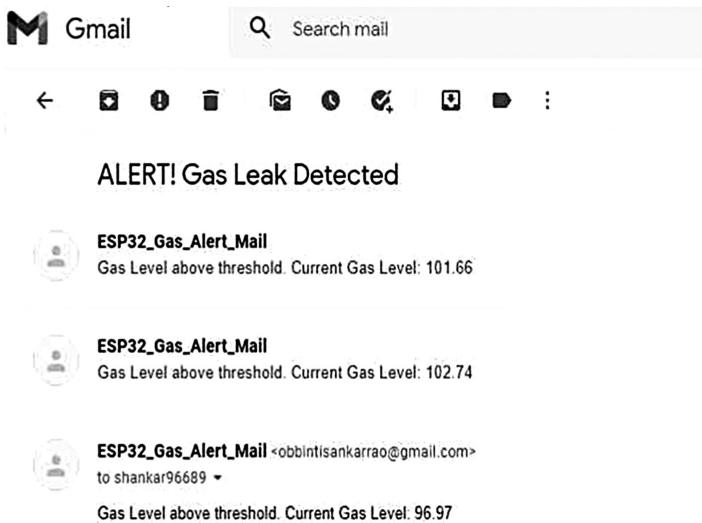 Gmail
Search mail
ALERT! Gas Leak Detected
ESP32_Gas_Alert_Mail
Gas Level above threshold. Current Gas Level: 101.66
ESP32_Gas_Alert_Mail
Gas Level above threshold. Current Gas Level: 102.74
ESP32_Gas_Alert_Mail <obbintisankarrao@gmail.com>
to shankar96689
Gas Level above threshold. Current Gas Level: 96.97